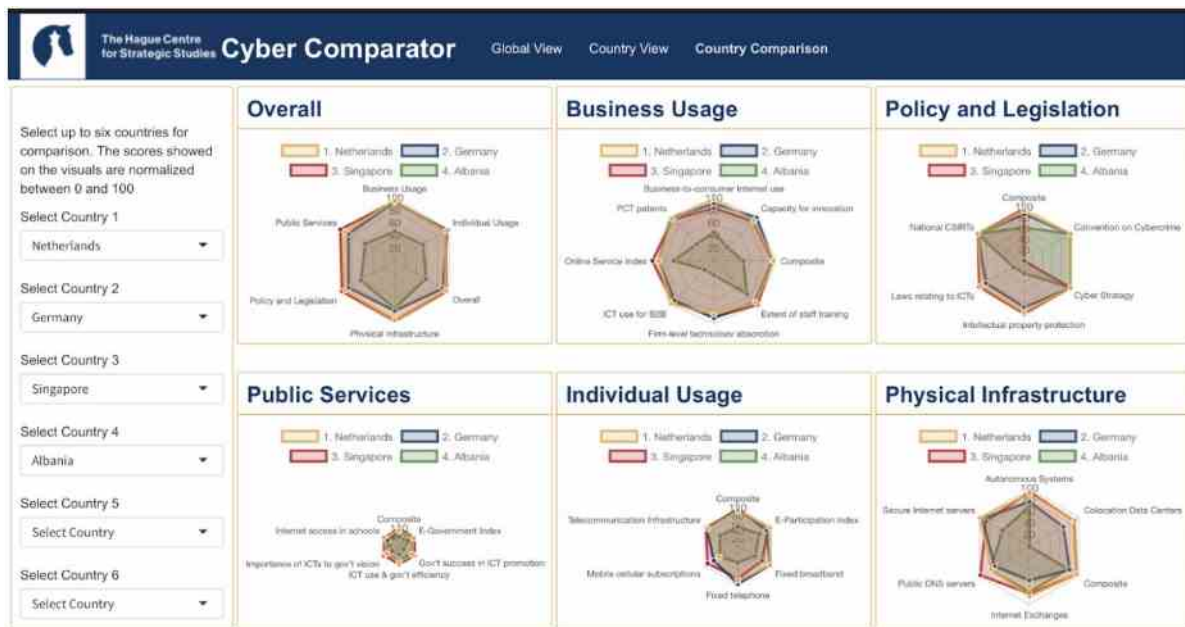 The Hague Centre
for Strategic Studies
Cyber Comparator
Global View
Country View
Country Comparison
Select up to six countries for
comparison. The scores showed
on the visuals are normalized
between 0 and 100
Select Country 1
Netherlands
Select Country 2
Germany
Select Country 3
Singapore
Select Country 4
Albania
Select Country 5
Select Country
Select Country 6
Select Country
Overall
1. Netherlands
2. Germany
3. Singapore
4. Albania
Business Usage
100
Public Services
Individual Usage
Policy and Legislation
Overall
Physical infrastructure
Business Usage
1. Netherlands
2. Germany
3. Singapore
4. Albania
Business-to-consumer Internet use
100
PCT patents
Capacity for innovation
Online Service Index
Composite
ICT use for B2B
Extent of staff training
Firm-level technology absorption
Policy and Legislation
1. Netherlands
2. Germany
3. Singapore
4. Albania
Composite
100
National CSIRTs
Convention on Cybercrime
Laws relating to ICTs
Cyber Strategy
Intellectual property protection
Public Services
1. Netherlands
2. Germany
3. Singapore
4. Albania
Composite
Internet access in schools
E-Government Index
Importance of ICTs to gov't vision
Gov't success in ICT promotion
ICT use & gov't efficiency
Individual Usage
1. Netherlands
2. Germany
3. Singapore
4. Albania
Composite
Telecommunication Infrastructure
E-Participation Index
Mobile cellular subscriptions
Fixed broadband
Fixed telephone
Physical Infrastructure
1. Netherlands
2. Germany
3. Singapore
4. Albania
Autonomous Systems
100
Secure Internet servers
Colocation Data Centers
Public DNS servers
Composite
Internet Exchanges